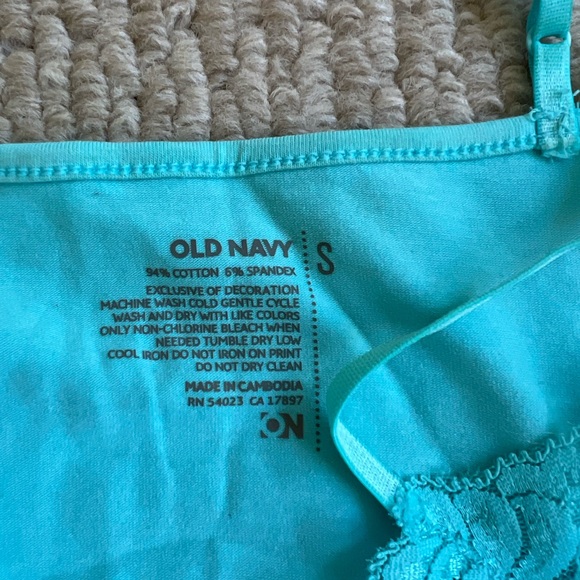 OLD NAVY
S
94% COTTON 6% SPANDEX
EXCLUSIVE OF DECORATION
MACHINE WASH COLD GENTLE CYCLE
WASH AND DRY WITH LIKE COLORS
ONLY NON-CHLORINE BLEACH WHEN
NEEDED TUMBLE DRY LOW
COOL IRON DO NOT IRON ON PRINT
DO NOT DRY CLEAN
MADE IN CAMBODIA
RN 54023 CA 17897
ON